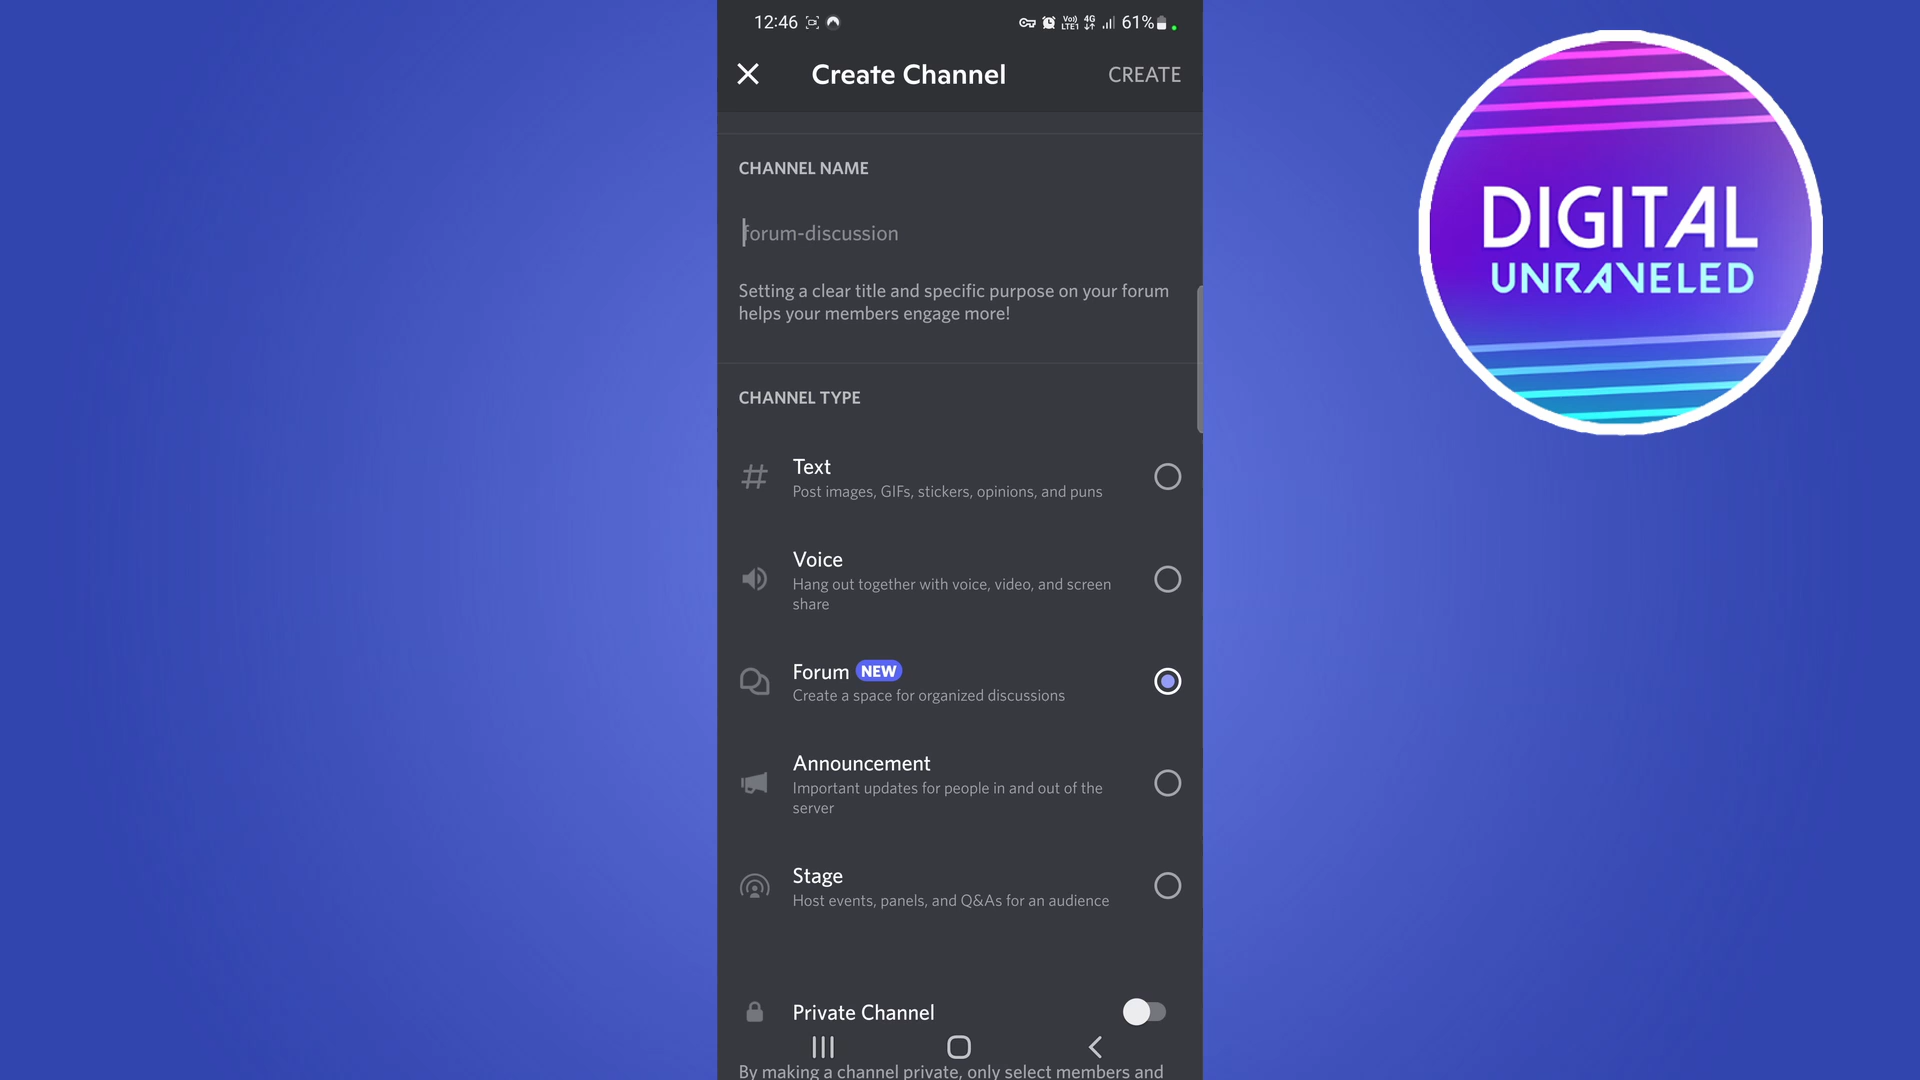 12:46
Vo)) 4G 61%
LTE1
Create Channel
CREATE
CHANNEL NAME
forum-discussion
Setting a clear title and specific purpose on your forum
helps your members engage more!
CHANNEL TYPE
Text
Post images, GIFs, stickers, opinions, and puns
Voice
Hang out together with voice, video, and screen
share
Forum NEW
Create a space for organized discussions
Announcement
Important updates for people in and out of the
server
Stage
Host events, panels, and Q&As for an audience
Private Channel
By making a channel private, only select members and
DIGITAL
UNRAVELED